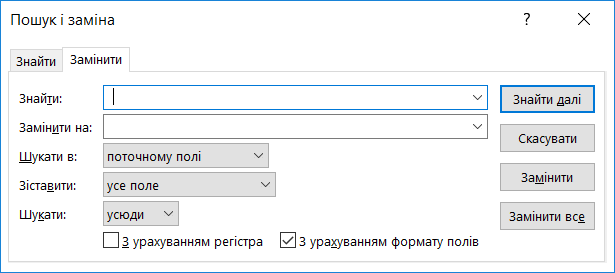 Пошук і заміна
Знайти Замінити
Знайти: Знайти далі
Замінити на: Скасувати
Шукати в: поточному полі
Зіставити: усе поле Замінити
Шукати: усюди Замінити все
З урахуванням регістра З урахуванням формату полів